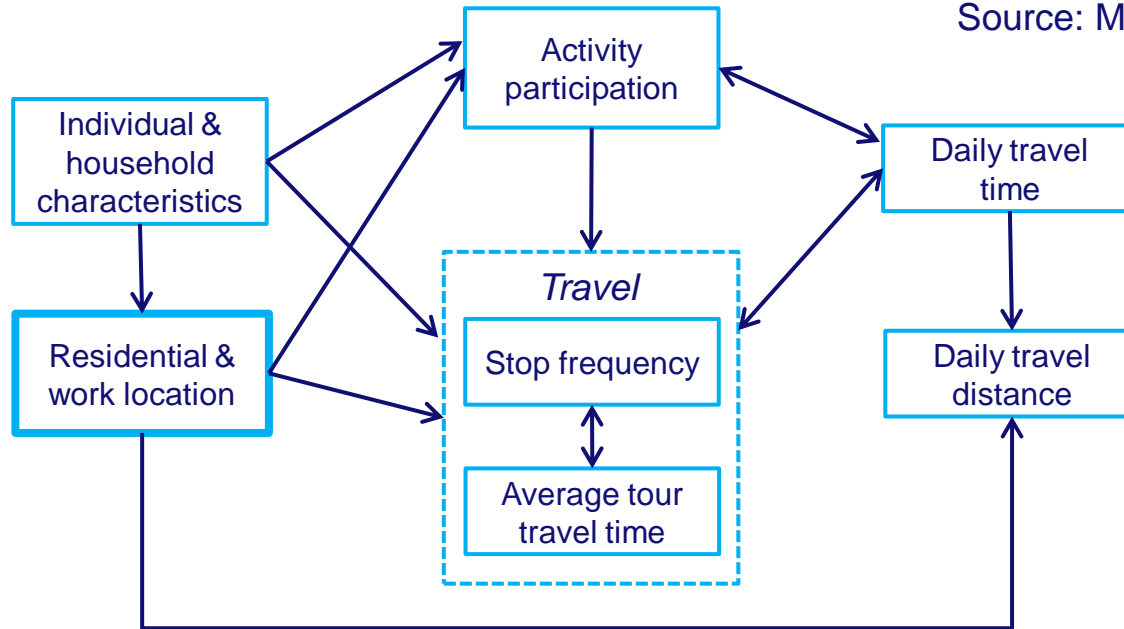 Source: M
Activity
participation
Individual &
household
characteristics
Daily travel
time
Travel
Residential &
work location
Stop frequency
Daily travel
distance
Average tour
travel time